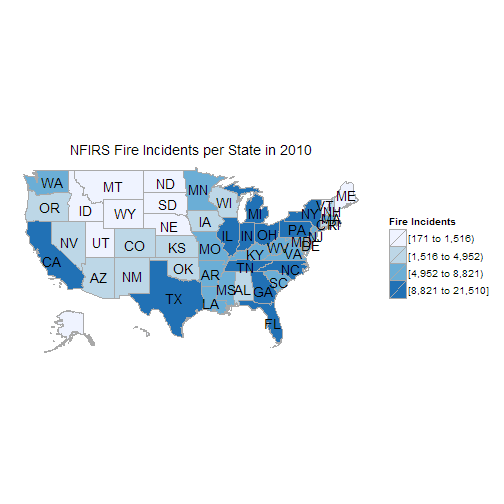 NFIRS Fire Incidents per State in 2010
WA
MT
ND
MN
ME
OR
ID
SD
WI
MI
VT
NH
NY
MA
WY
CT
RI
IA
PA
NJ
NE
NV
UT
CO
IL
IN
OH
MD
DE
KS
MO
WV
VA
CA
KY
AZ
NM
OK
AR
TN
NC
SC
TX
MS
AL
GA
LA
FL
Fire Incidents
[171 to 1,516)
[1,516 to 4,952)
[4,952 to 8,821)
[8,821 to 21,510]